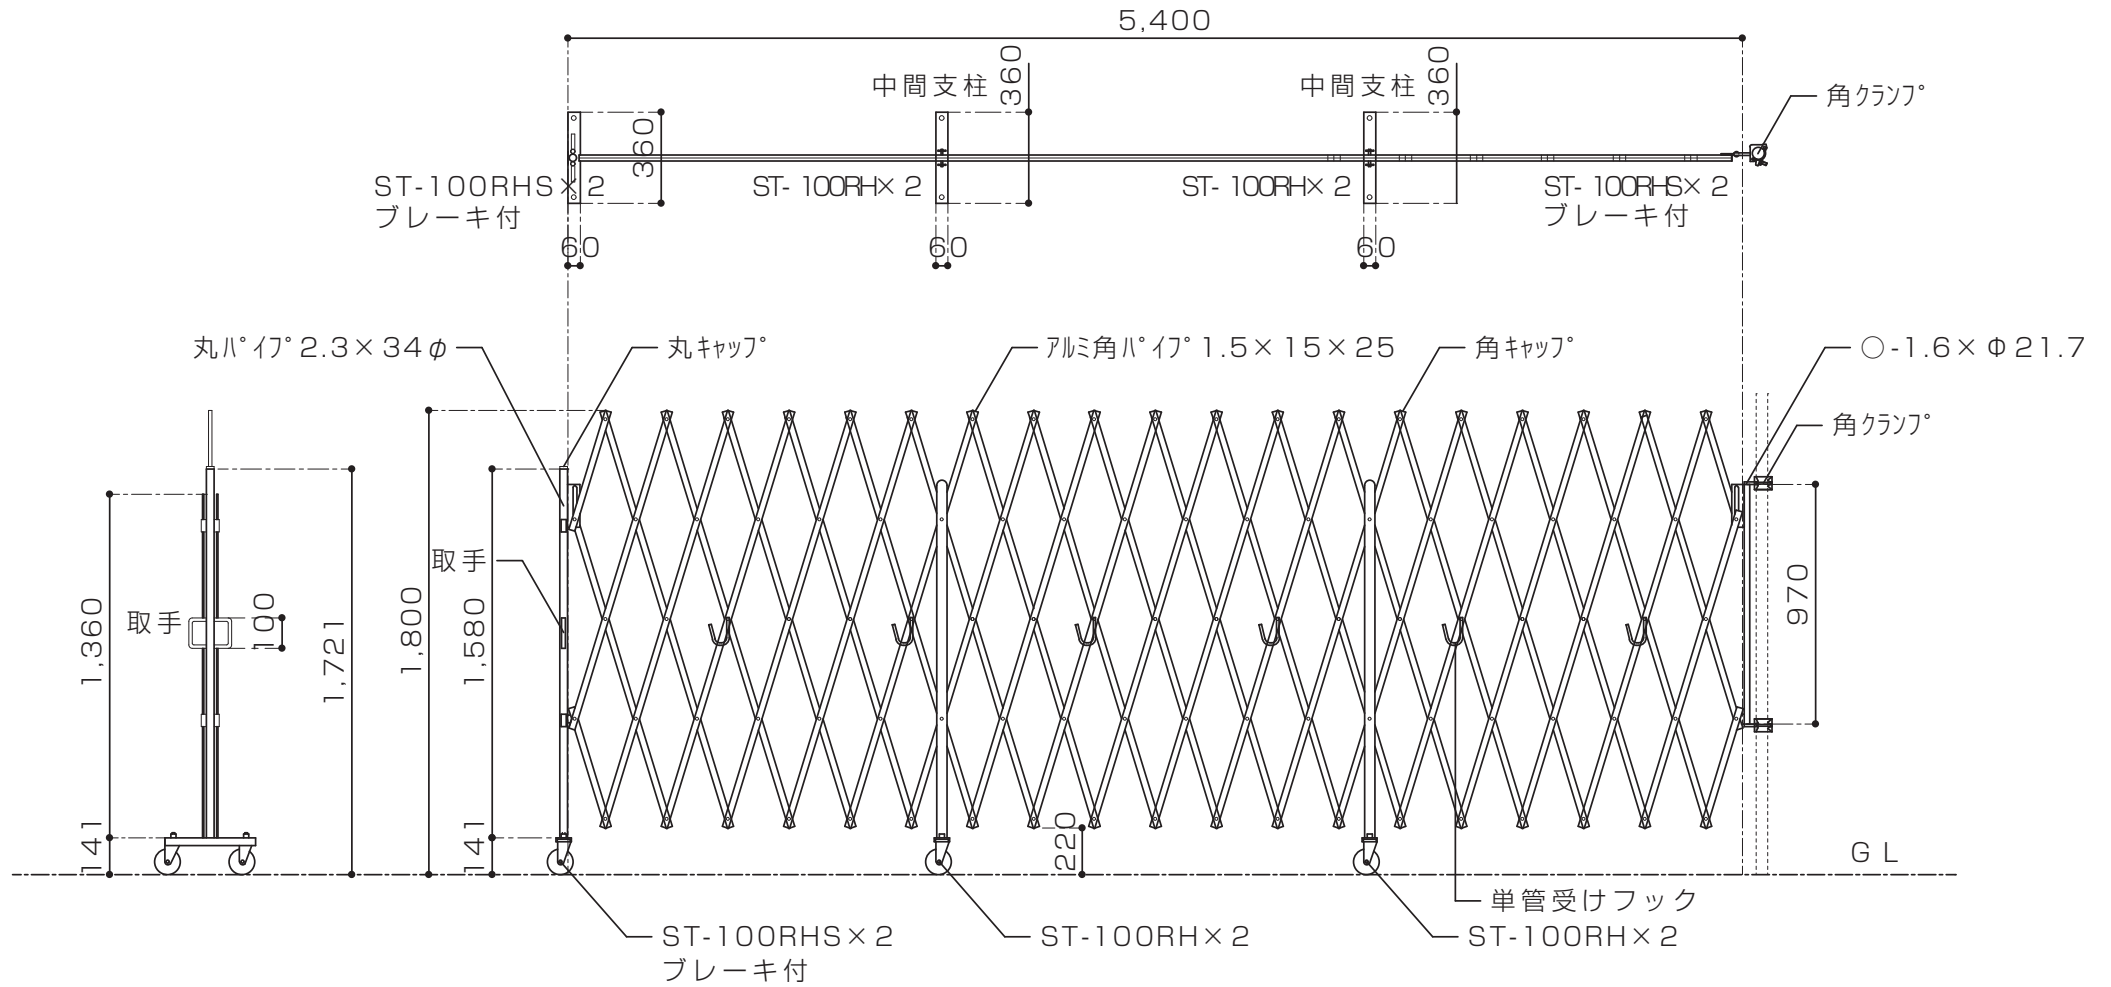 5,400
中間支柱
360
中間支柱
360
角クランプ
360
ST-100RHS×2
ブレーキ付
ST-100RH×2
ST-100RH×2
ST-100RHS×2
ブレーキ付
60
60
60
丸パイプ2.3×34φ
丸キャップ
アルミ角パイプ1.5×15×25
角キャップ
○-1.6×Φ21.7
角クランプ
取手
取手
1,360
100
1,721
1,800
1,580
970
141
141
220
GL
単管受けフック
ST-100RHS×2
ブレーキ付
ST-100RH×2
ST-100RH×2